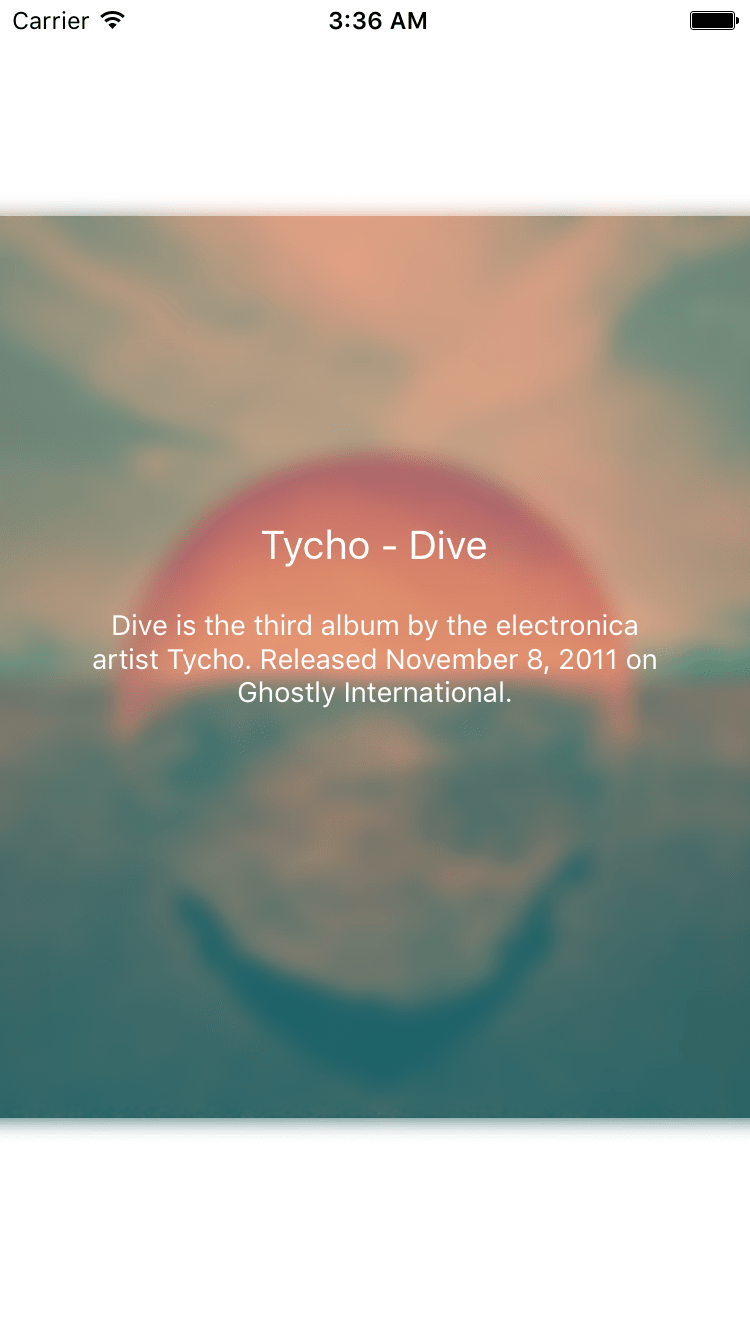 Carrier 3:36 AM
Tycho - Dive
Dive is the third album by the electronica
artist Tycho. Released November 8, 2011 on
Ghostly International.